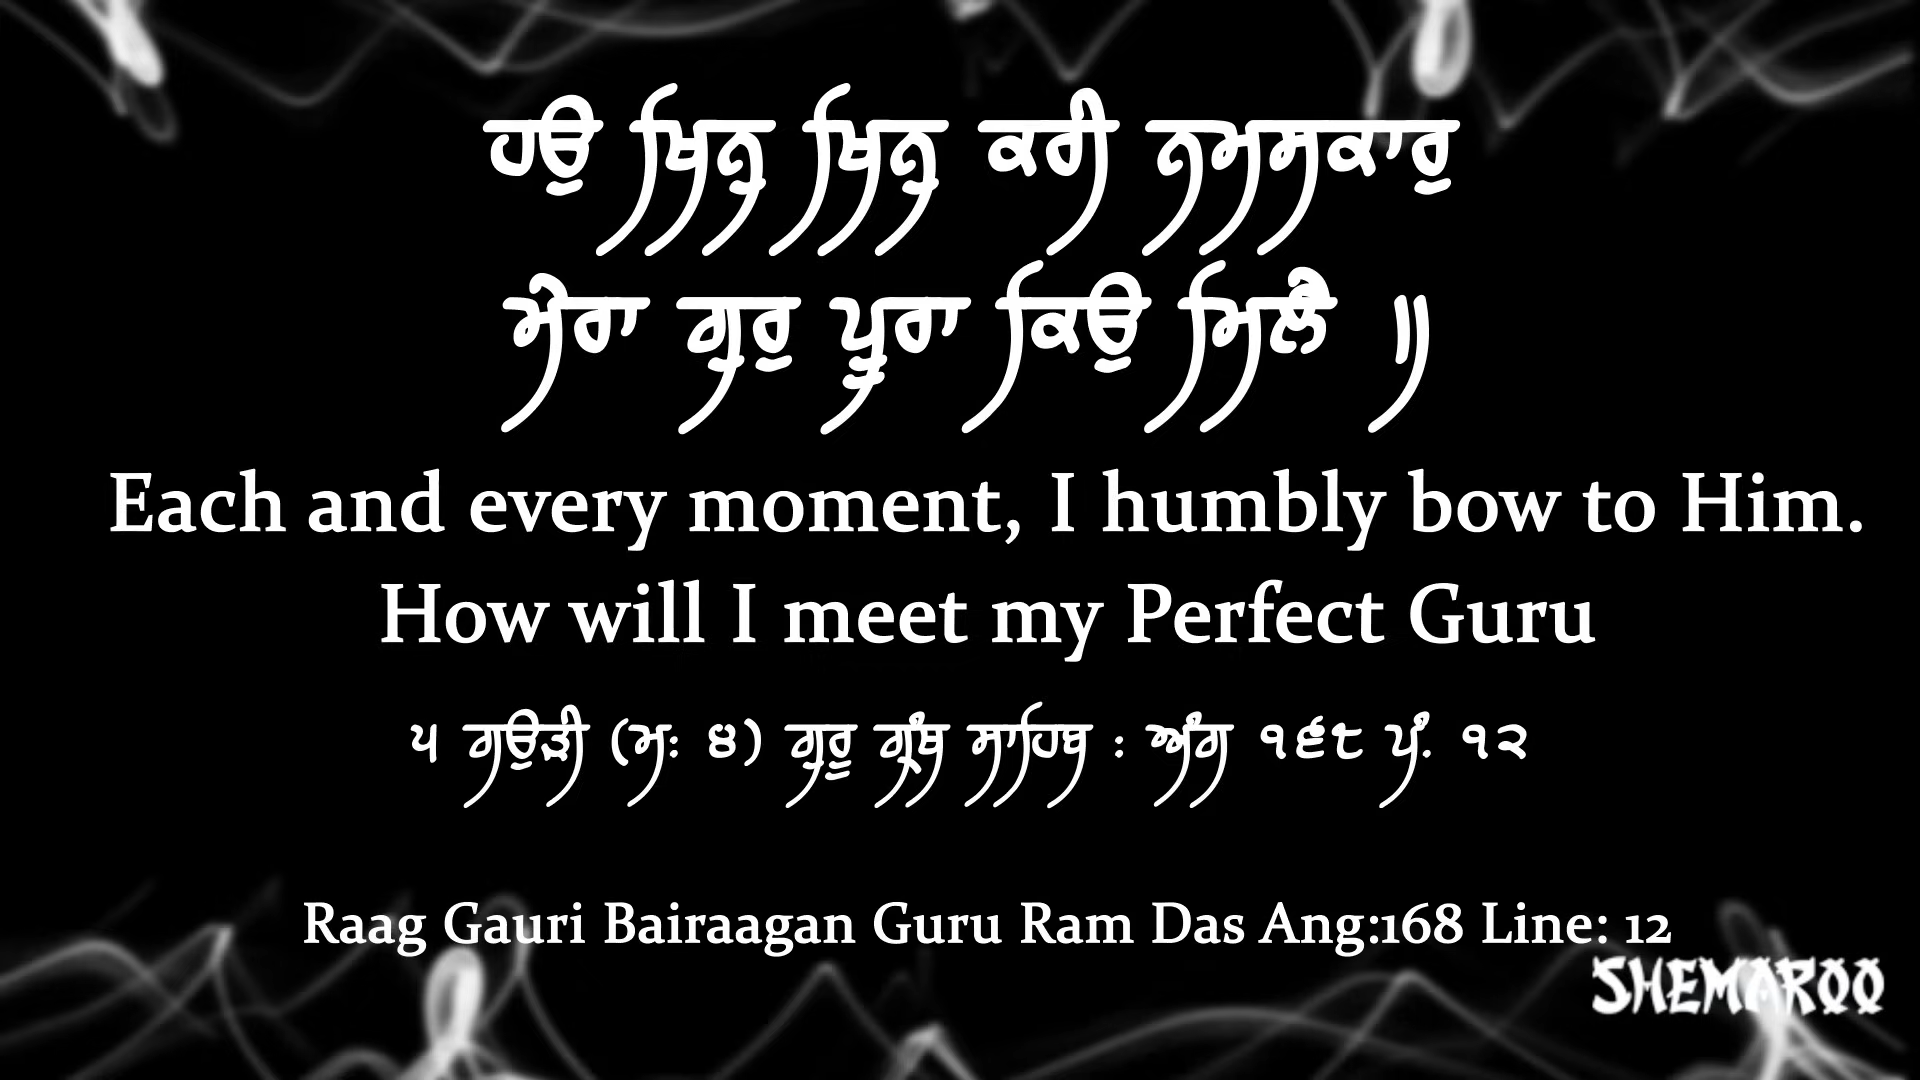 ਹਉ ਖਿਨੁ ਖਿਨੁ ਕਰੀ ਨਮਸਕਾਰੁ
ਮੇਰਾ ਗੁਰੁ ਪੂਰਾ ਕਿਉ ਮਿਲੈ ॥
Each and every moment, I humbly bow to Him.
How will I meet my Perfect Guru
੫ ਗਉੜੀ (ਮਃ ੪) ਗੁਰੂ ਗ੍ਰੰਥ ਸਾਹਿਬ : ਅੰਗ ੧੬੮ ਪੰ. ੧੨
Raag Gauri Bairaagan Guru Ram Das Ang:168 Line: 12
SHEMAROO